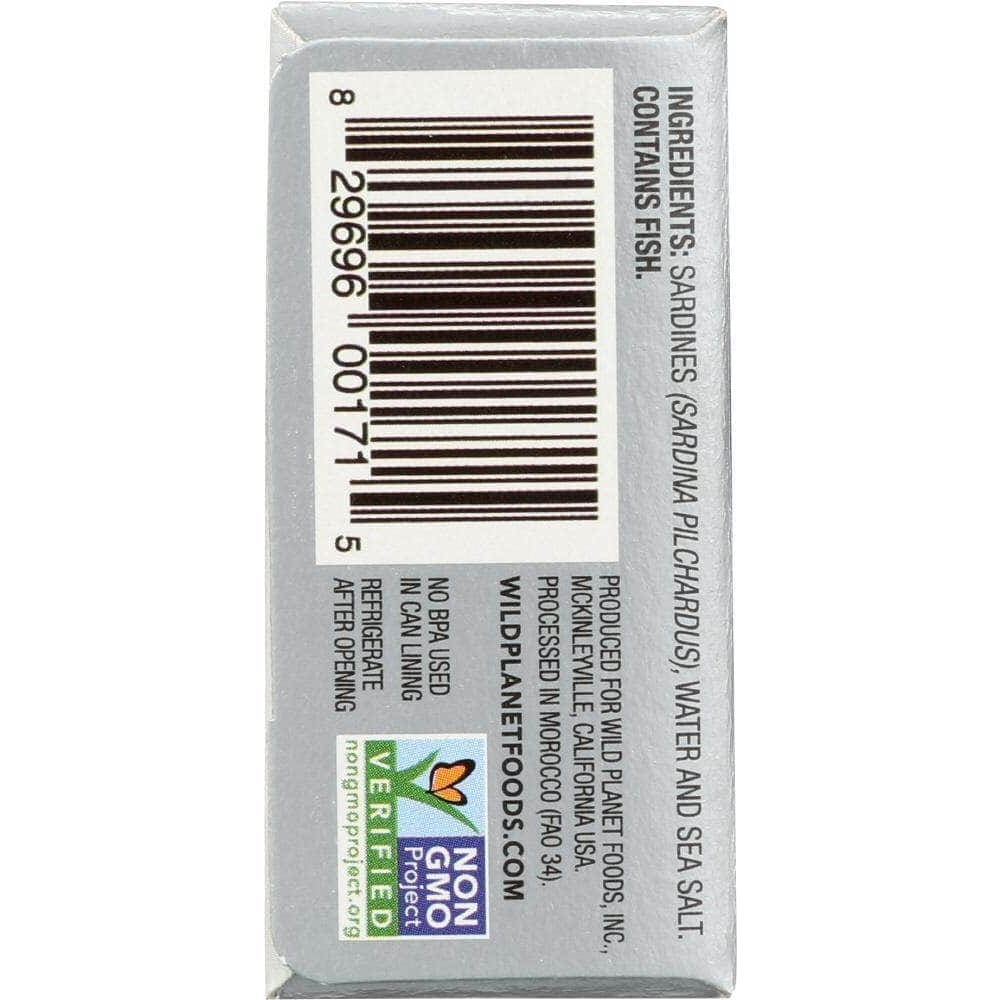 INGREDIENTS: SARDINES (SARDINA PILCHARDUS), WATER AND SEA SALT.
CONTAINS FISH.
8 29696 00171 5
PRODUCED FOR WILD PLANET FOODS, INC.,
MCKINLEYVILLE, CALIFORNIA USA.
PROCESSED IN MOROCCO (FAO 34).
WILDPLANETFOODS.COM
NO BPA USED
IN CAN LINING
REFRIGERATE
AFTER OPENING
NON
GMO
Project
VERIFIED
nongmoproject.org